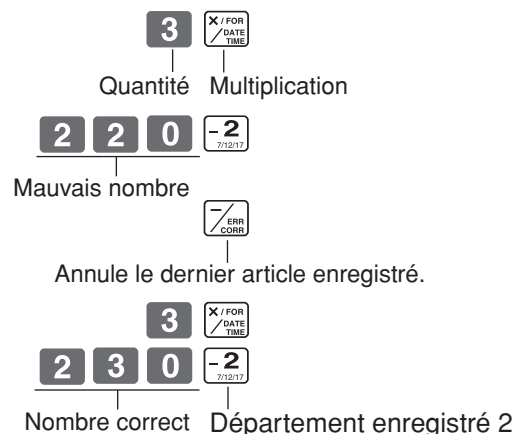 3 X / FOR DATE TIME
Quantité Multiplication
2 2 0 - 2 7/12/17
Mauvais nombre
— ERR CORR
Annule le dernier article enregistré.
3 X / FOR DATE TIME
2 3 0 - 2 7/12/17
Nombre correct Département enregistré 2